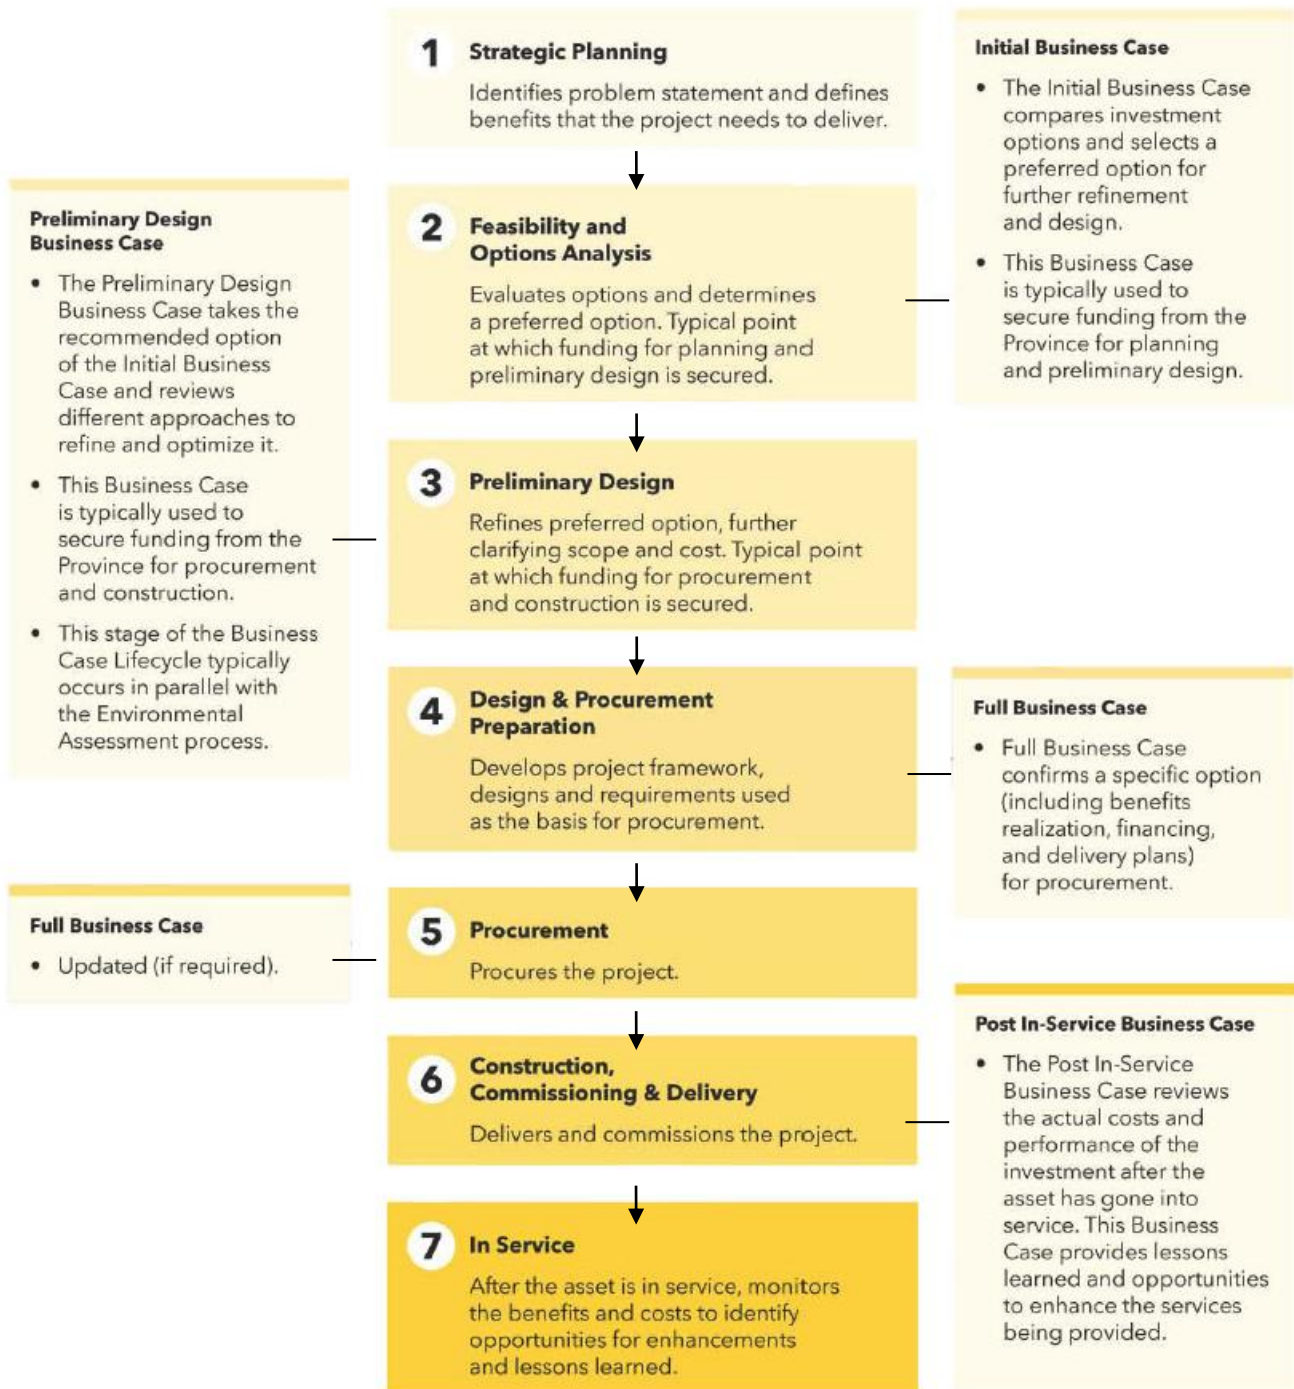 1 Strategic Planning
Identifies problem statement and defines
benefits that the project needs to deliver.
Initial Business Case
• The Initial Business Case
compares investment
options and selects a
preferred option for
further refinement
and design.
• This Business Case
is typically used to
secure funding from the
Province for planning
and preliminary design.
2 Feasibility and
Options Analysis
Evaluates options and determines
a preferred option. Typical point
at which funding for planning and
preliminary design is secured.
Preliminary Design
Business Case
• The Preliminary Design
Business Case takes the
recommended option
of the Initial Business
Case and reviews
different approaches to
refine and optimize it.
• This Business Case
is typically used to
secure funding from the
Province for procurement
and construction.
• This stage of the Business
Case Lifecycle typically
occurs in parallel with
the Environmental
Assessment process.
3 Preliminary Design
Refines preferred option, further
clarifying scope and cost. Typical point
at which funding for procurement
and construction is secured.
4 Design & Procurement
Preparation
Develops project framework,
designs and requirements used
as the basis for procurement.
Full Business Case
• Full Business Case
confirms a specific option
(including benefits
realization, financing,
and delivery plans)
for procurement.
Full Business Case
• Updated (if required).
5 Procurement
Procures the project.
6 Construction,
Commissioning & Delivery
Delivers and commissions the project.
Post In-Service Business Case
• The Post In-Service
Business Case reviews
the actual costs and
performance of the
investment after the
asset has gone into
service. This Business
Case provides lessons
learned and opportunities
to enhance the services
being provided.
7 In Service
After the asset is in service, monitors
the benefits and costs to identify
opportunities for enhancements
and lessons learned.